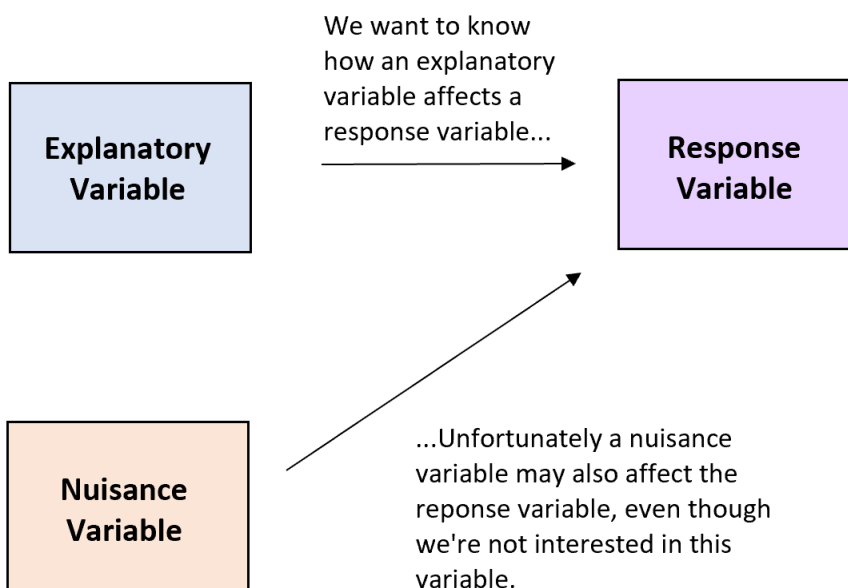 We want to know
how an explanatory
variable affects a
response variable...
Explanatory
Variable
Response
Variable
Nuisance
Variable
...Unfortunately a nuisance
variable may also affect the
reponse variable, even though
we're not interested in this
variable.